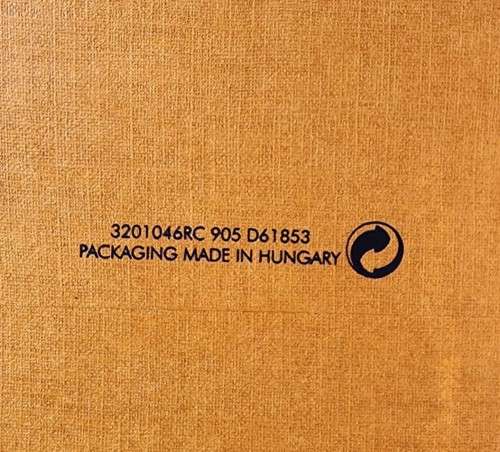 3201046RC 905 D61853
PACKAGING MADE IN HUNGARY